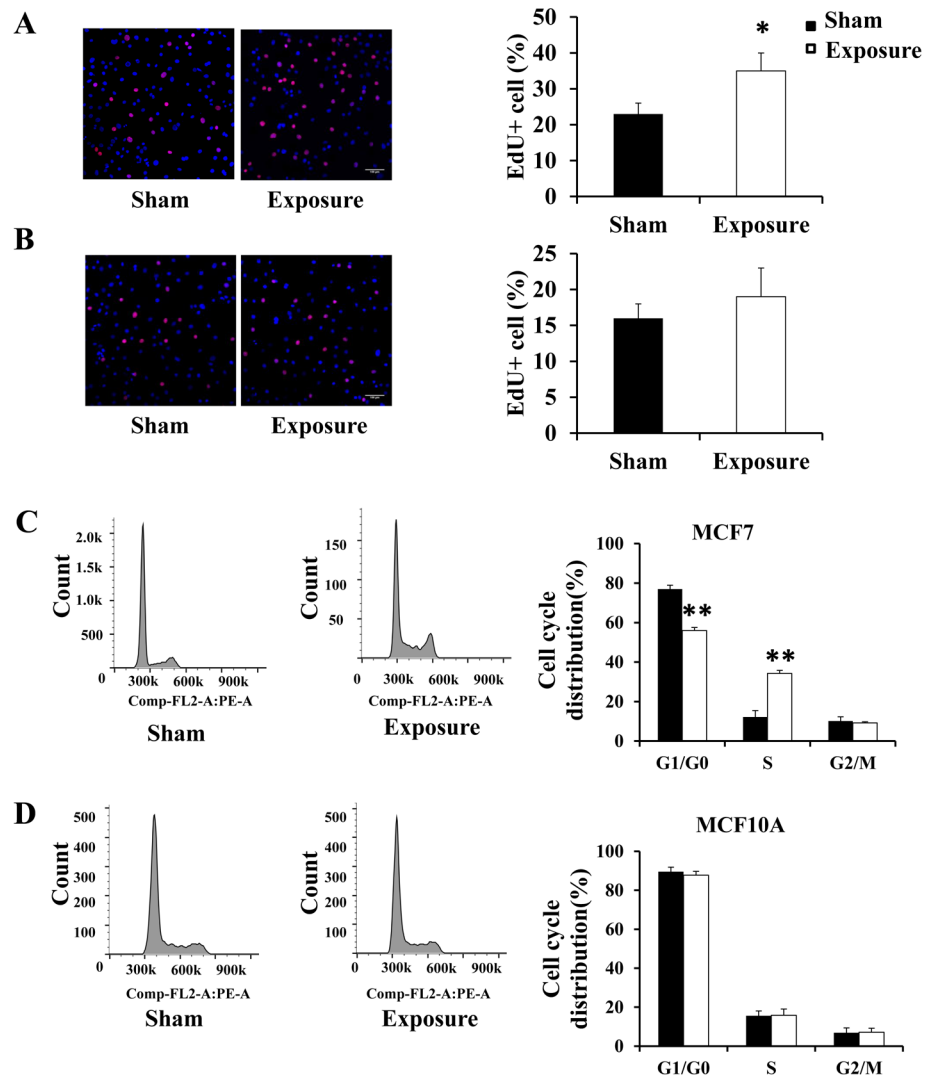 A
Sham
Exposure
EdU+ cell (%)
50
40
30
20
10
0
*
Sham
Exposure
Sham
Exposure
B
Sham
Exposure
EdU+ cell (%)
25
20
15
10
5
0
Sham
Exposure
C
Count
2.0k
1.0k
500
0
300k
600k
900k
Comp-FL2-A:PE-A
Sham
Count
150
100
50
0
300k
600k
900k
Comp-FL2-A:PE-A
Exposure
MCF7
Cell cycle
distribution(%)
100
80
60
40
20
0
**
**
G1/G0
S
G2/M
D
Count
500
400
300
200
100
0
300k
600k
900k
Comp-FL2-A:PE-A
Sham
Count
500
400
300
200
100
0
300k
600k
900k
Comp-FL2-A:PE-A
Exposure
MCF10A
Cell cycle
distribution(%)
100
80
60
40
20
0
G1/G0
S
G2/M